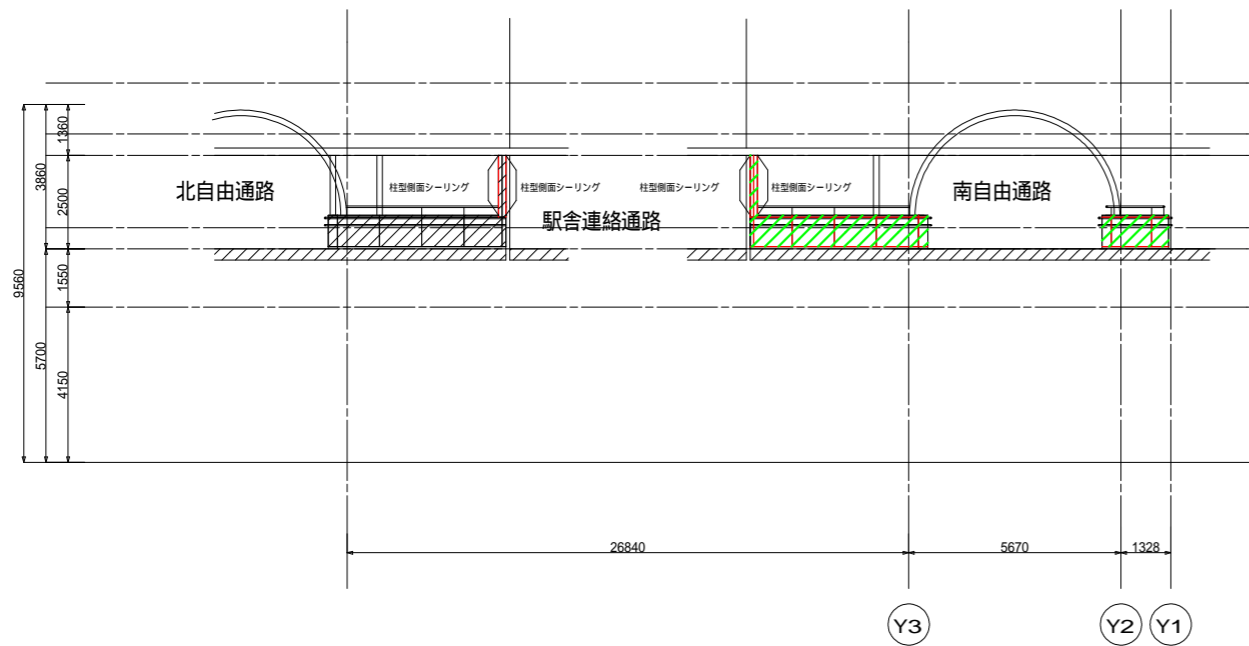 1360
3860
2500
北自由通路
柱型側面シーリング
柱型側面シーリング
柱型側面シーリング
柱型側面シーリング
南自由通路
駅舎連絡通路
9560
1550
5700
4150
26840
5670
1328
Y3
Y2
Y1